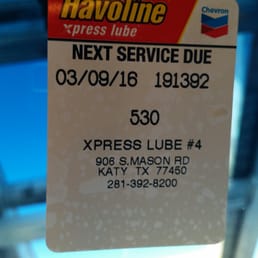 Havoline
xpress lube
Chevron
NEXT SERVICE DUE
03/09/16 191392
530
XPRESS LUBE #4
906 S.MASON RD
KATY TX 77450
281-392-8200